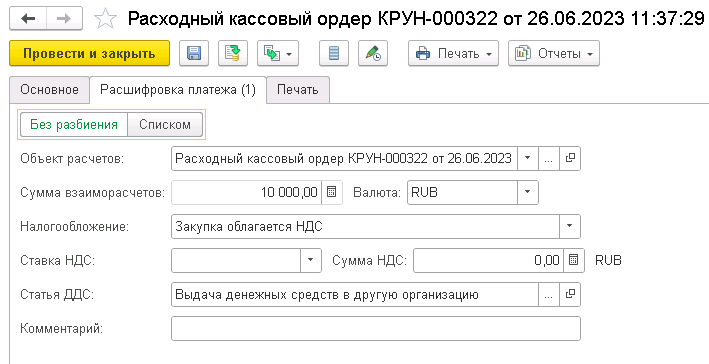 Расходный кассовый ордер КРУН-000322 от 26.06.2023 11:37:29
Провести и закрыть Печать Отчеты
Основное Расшифровка платежа (1) Печать
Без разбиения Списком
Объект расчетов: Расходный кассовый ордер КРУН-000322 от 26.06.2023 ...
Сумма взаиморасчетов: 10 000,00 Валюта: RUB
Налогообложение: Закупка облагается НДС
Ставка НДС: Сумма НДС: 0,00 RUB
Статья ДДС: Выдача денежных средств в другую организацию ...
Комментарий: